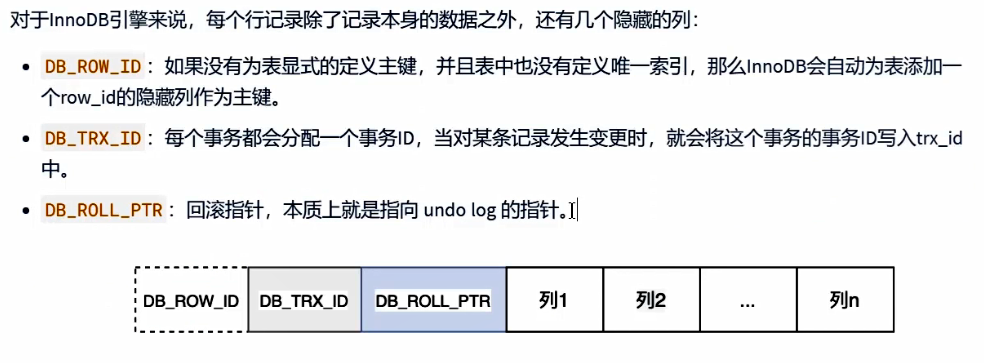 对于InnoDB引擎来说，每个行记录除了记录本身的数据之外，还有几个隐藏的列：
• DB_ROW_ID：如果没有为表显式的定义主键，并且表中也没有定义唯一索引，那么InnoDB会自动为表添加一
个row_id的隐藏列作为主键。
• DB_TRX_ID：每个事务都会分配一个事务ID，当对某条记录发生变更时，就会将这个事务的事务ID写入trx_id
中。
• DB_ROLL_PTR：回滚指针，本质上就是指向 undo log 的指针。
DB_ROW_ID DB_TRX_ID DB_ROLL_PTR 列1 列2 ... 列n